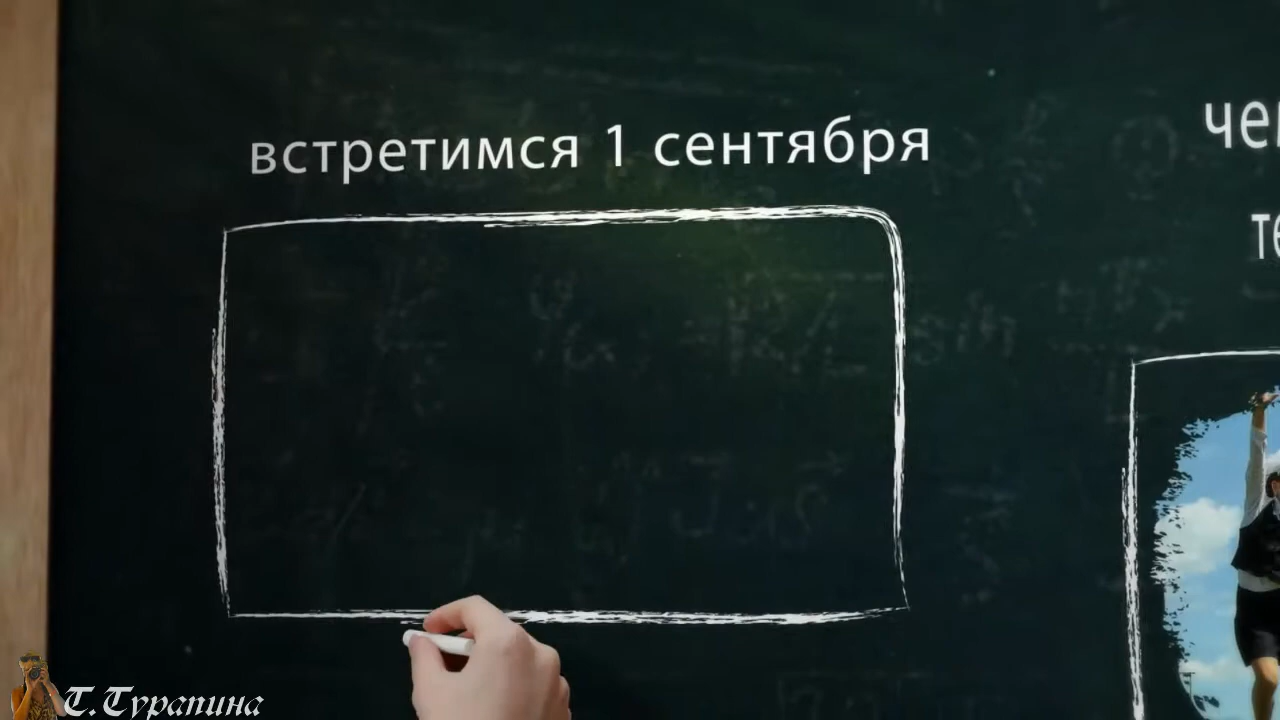 встретимся 1 сентября
Т.Турапина